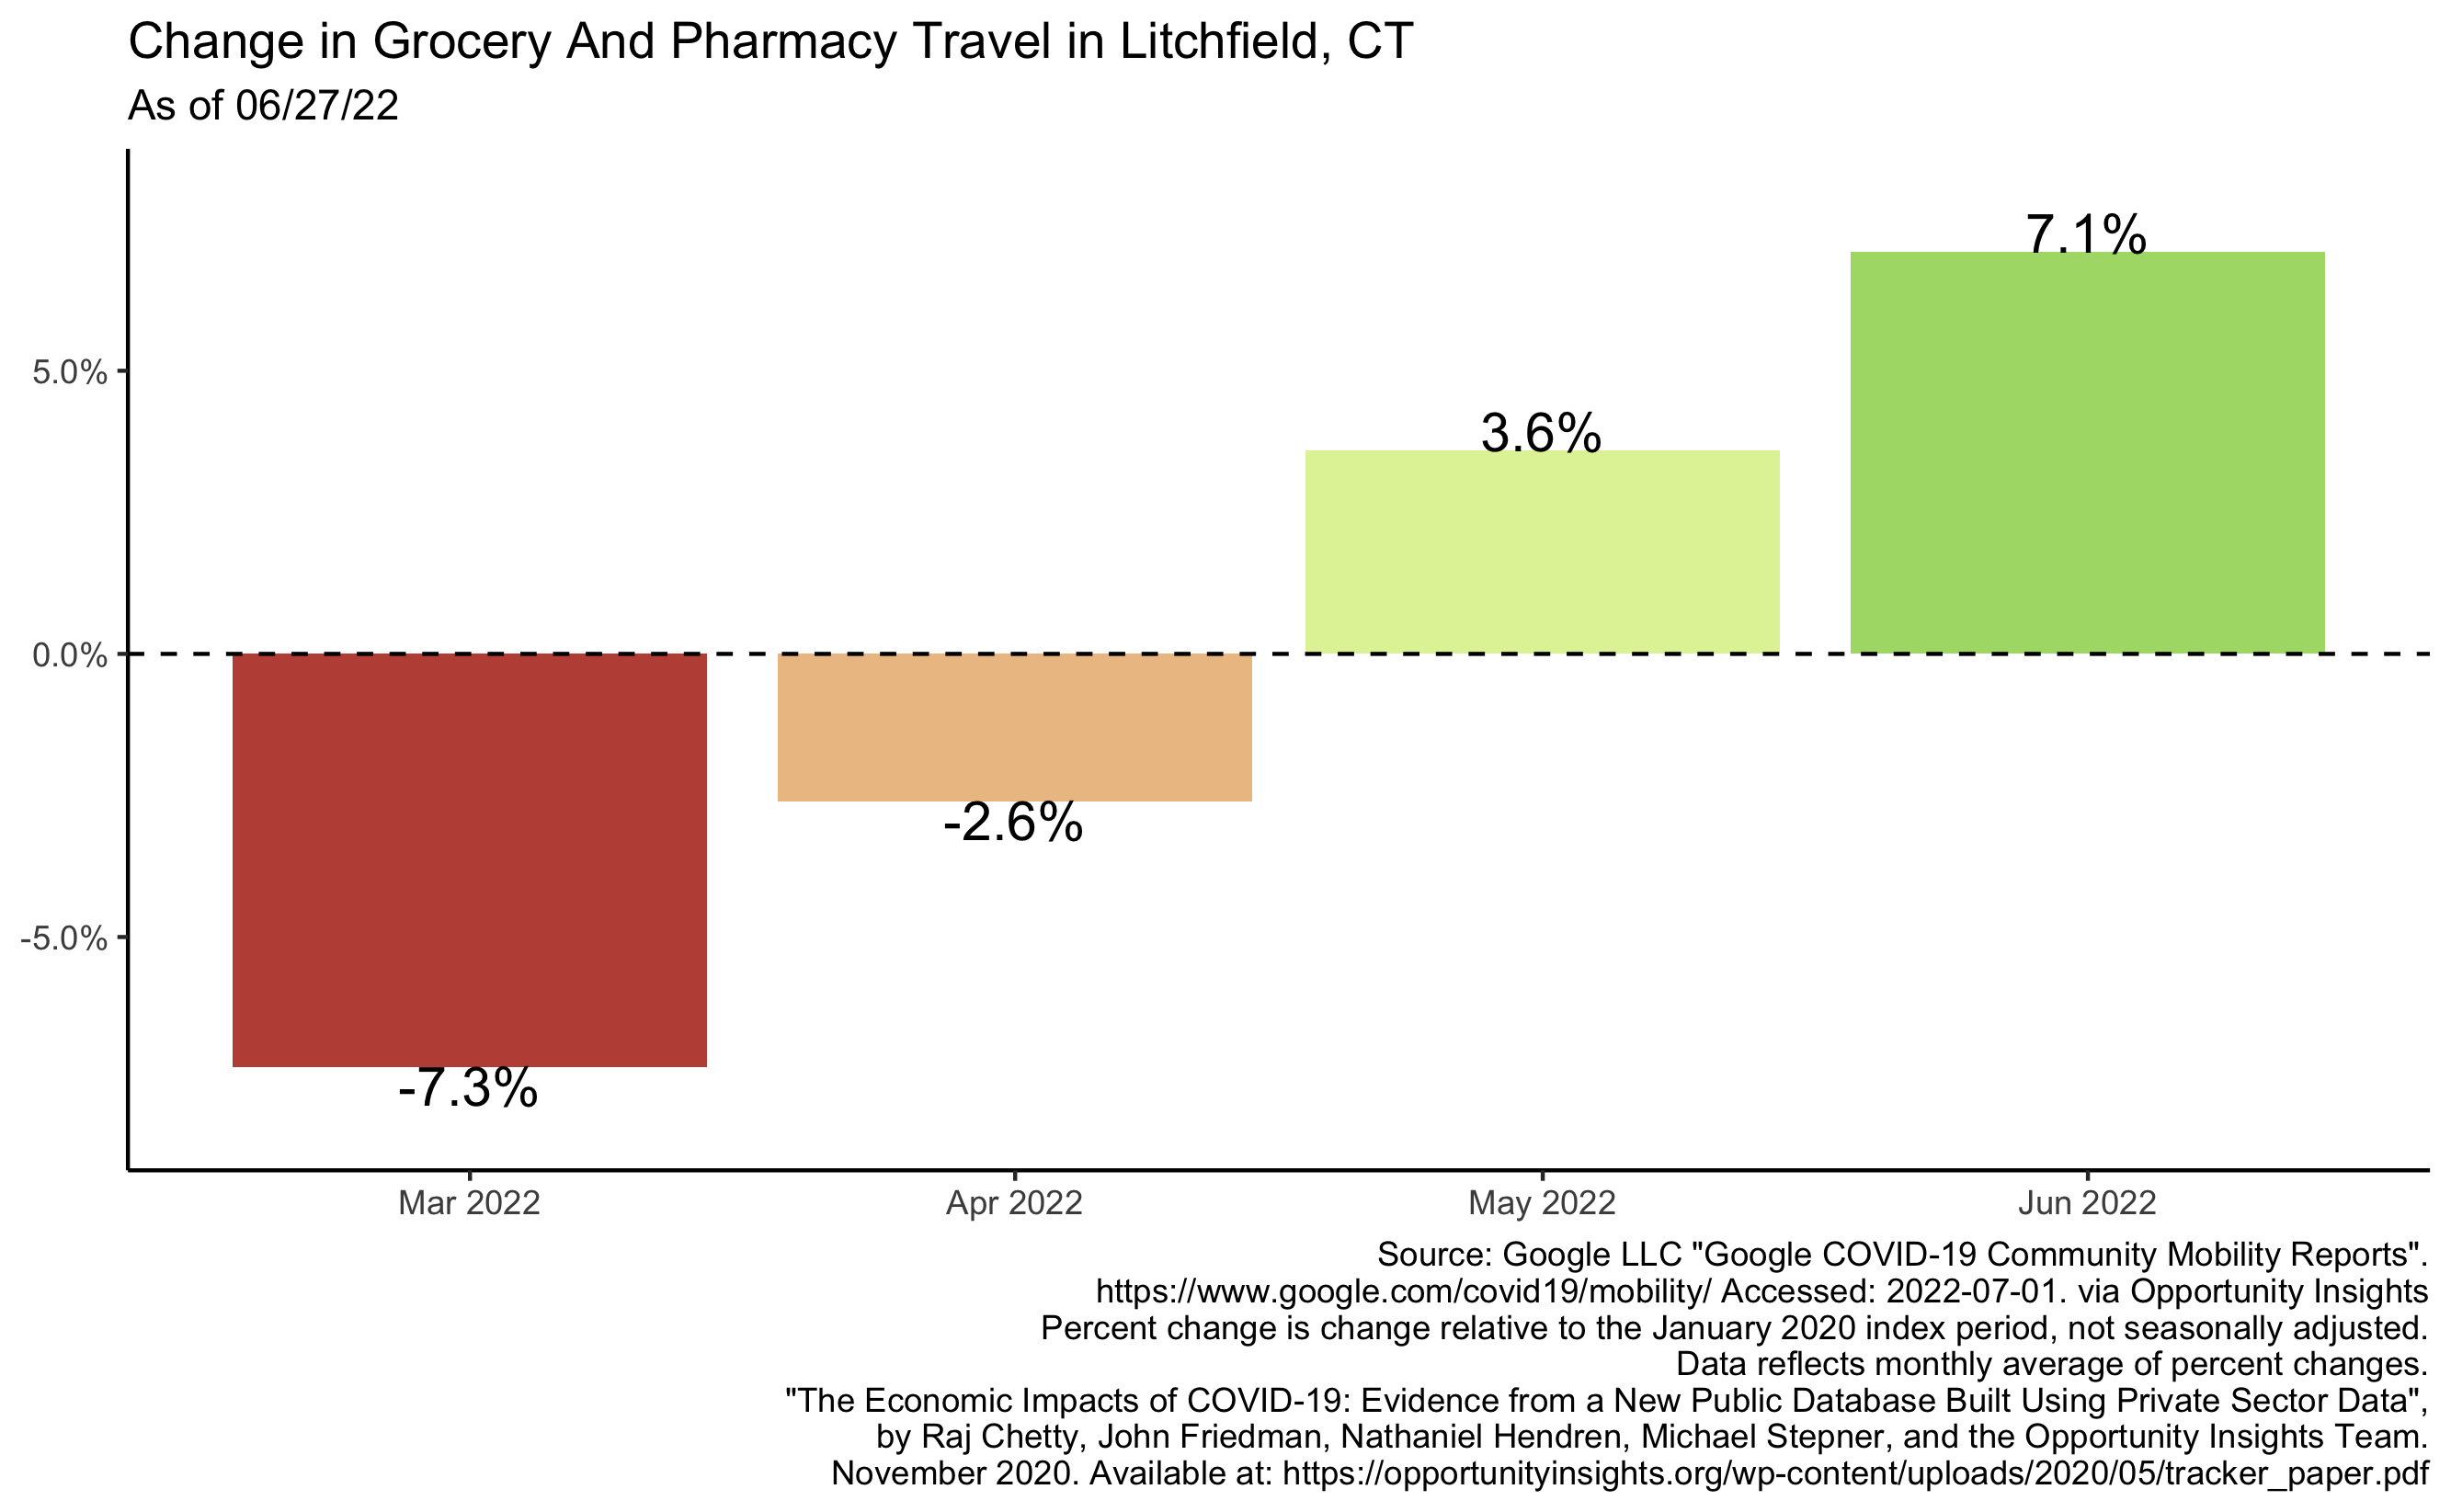 Change in Grocery And Pharmacy Travel in Litchfield, CT
As of 06/27/22
7.1%
5.0%
3.6%
0.0%
-2.6%
-5.0%
-7.3%
Mar 2022 Apr 2022 May 2022 Jun 2022
Source: Google LLC "Google COVID-19 Community Mobility Reports".
https://www.google.com/covid19/mobility/ Accessed: 2022-07-01. via Opportunity Insights
Percent change is change relative to the January 2020 index period, not seasonally adjusted.
Data reflects monthly average of percent changes.
"The Economic Impacts of COVID-19: Evidence from a New Public Database Built Using Private Sector Data",
by Raj Chetty, John Friedman, Nathaniel Hendren, Michael Stepner, and the Opportunity Insights Team.
November 2020. Available at: https://opportunityinsights.org/wp-content/uploads/2020/05/tracker_paper.pdf